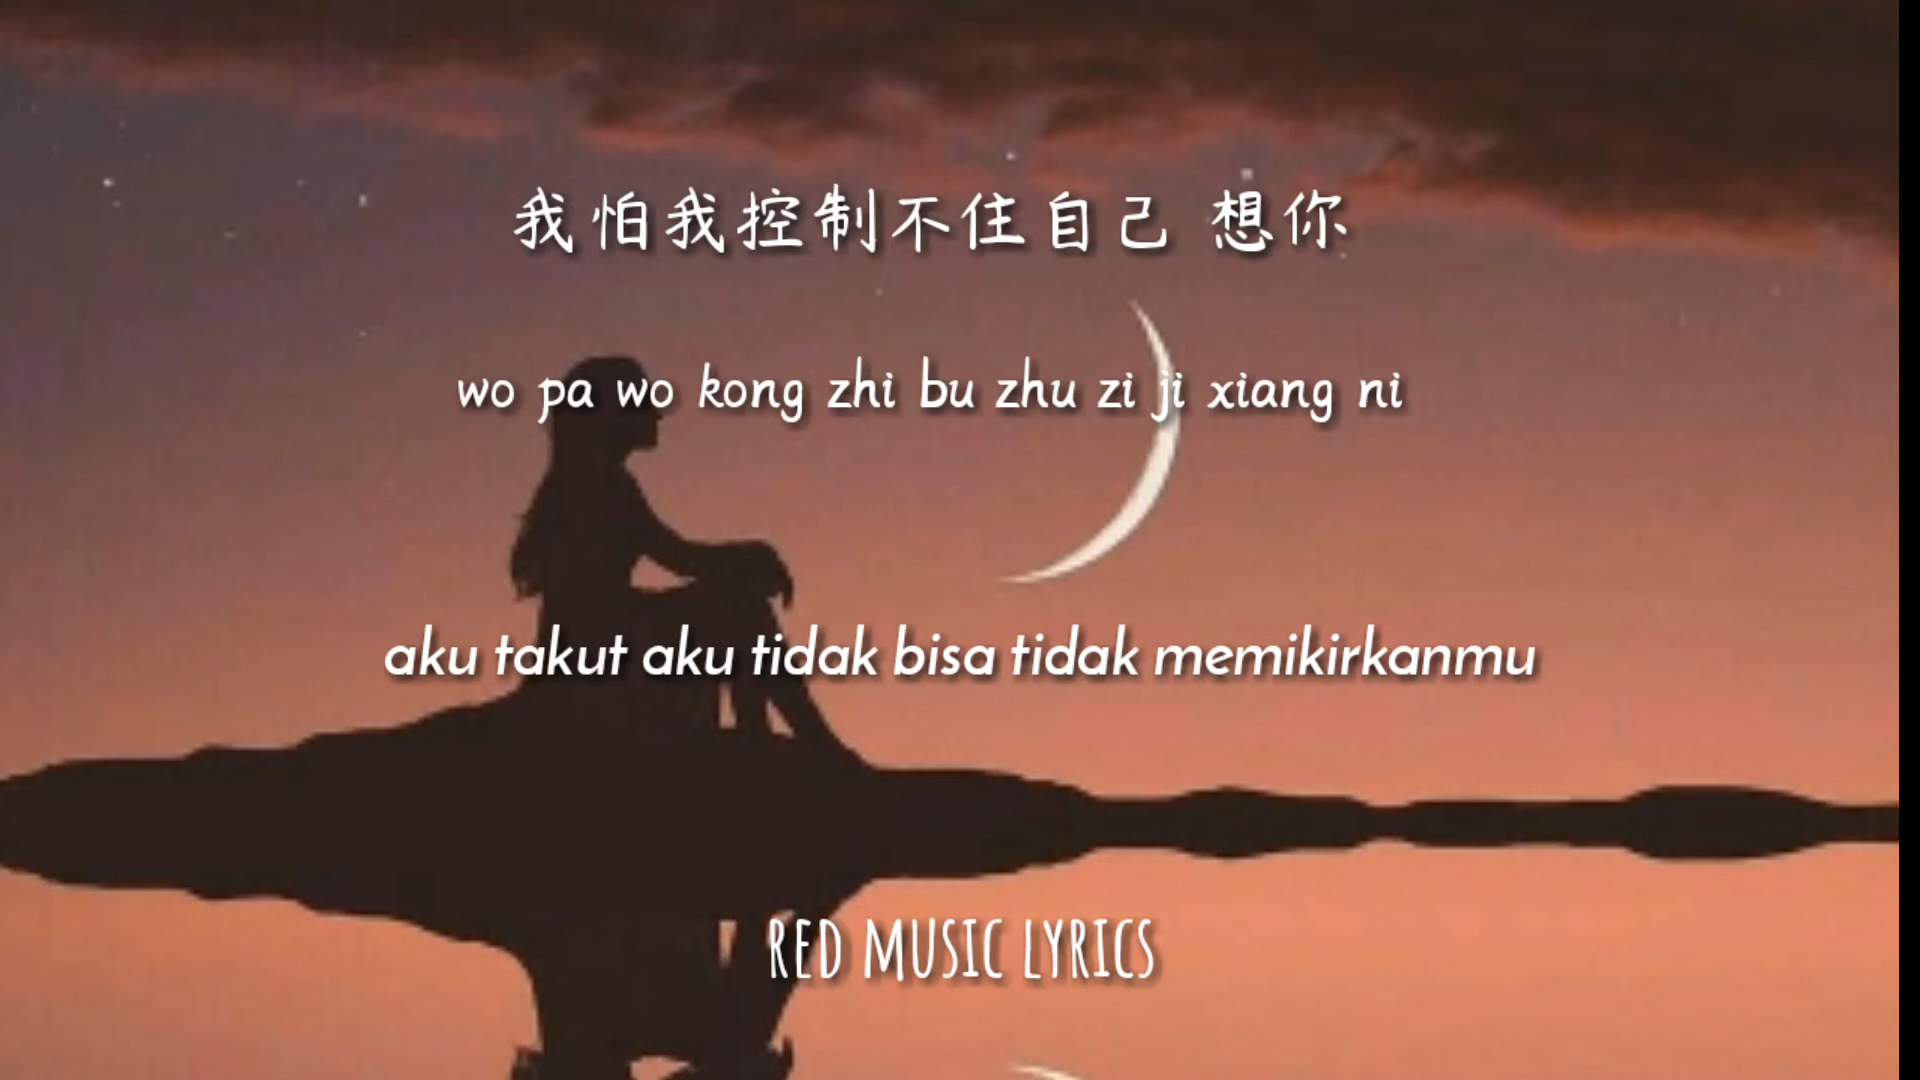 我怕我控制不住自己 想你
wo pa wo kong zhi bu zhu zi ji xiang ni
aku takut aku tidak bisa tidak memikirkanmu
RED MUSIC LYRICS